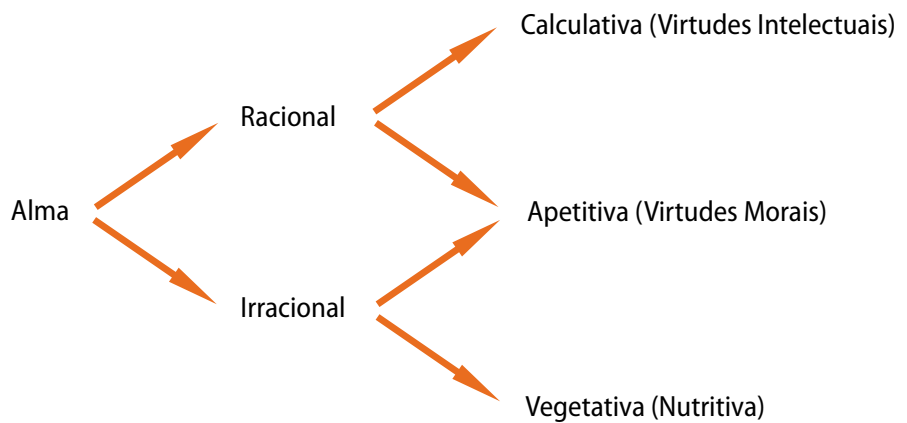 Calculativa (Virtudes Intelectuais)
Racional
Alma
Apetitiva (Virtudes Morais)
Irracional
Vegetativa (Nutritiva)